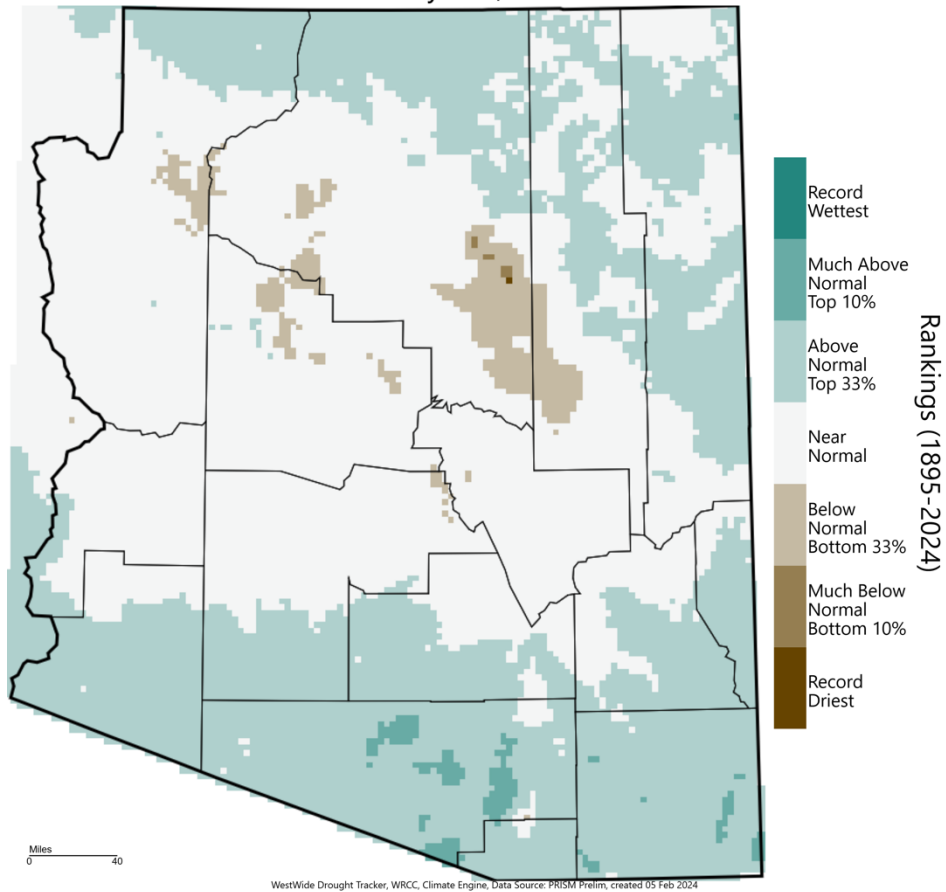 Record
Wettest
Much Above
Normal
Top 10%
Above
Normal
Top 33%
Near
Normal
Below
Normal
Bottom 33%
Much Below
Normal
Bottom 10%
Record
Driest
Rankings (1895-2024)
Miles
0 40
WestWide Drought Tracker, WRCC, Climate Engine, Data Source: PRISM Prelim, created 05 Feb 2024